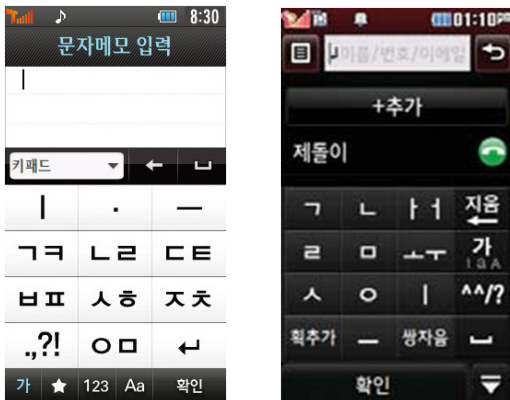 8:30
문자메모 입력
키패드
ㅣ · ㅡ
ㄱㅋ ㄴㄹ ㄷㅌ
ㅂㅍ ㅅㅎ ㅈㅊ
.,?! ㅇㅁ
가 ★ 123 Aa 확인
01:10PM
이름/번호/이메일
+추가
제돌이
ㄱ ㄴ ㅏㅓ 지움
ㄹ ㅁ ㅗㅜ 가
1aA
ㅅ ㅇ ㅣ ^^/?
획추가 ㅡ 쌍자음
확인